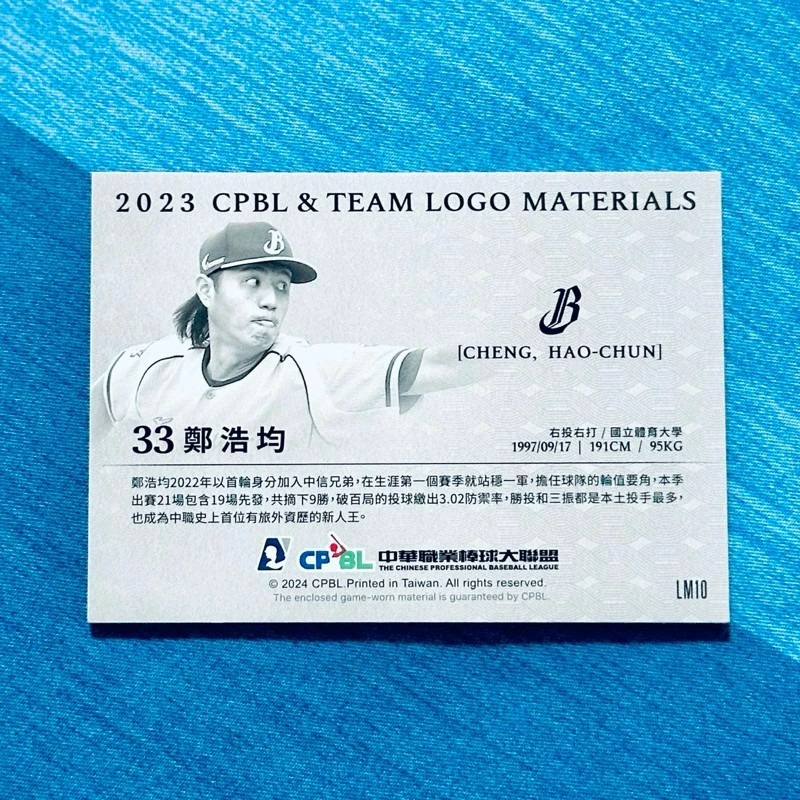 2023 CPBL & TEAM LOGO MATERIALS
B
B
[CHENG, HAO-CHUN]
33 鄭浩均
右投右打 / 國立體育大學
1997/09/17 | 191CM / 95KG
鄭浩均2022年以首輪身分加入中信兄弟，在生涯第一個賽季就站穩一軍，擔任球隊的輪值要角，本季
出賽21場包含19場先發，共摘下9勝，破百局的投球繳出3.02防禦率，勝投和三振都是本土投手最多，
也成為中職史上首位有旅外資歷的新人王。
CPBL 中華職業棒球大聯盟
THE CHINESE PROFESSIONAL BASEBALL LEAGUE
© 2024 CPBL.Printed in Taiwan. All rights reserved.
The enclosed game-worn material is guaranteed by CPBL.
LM10